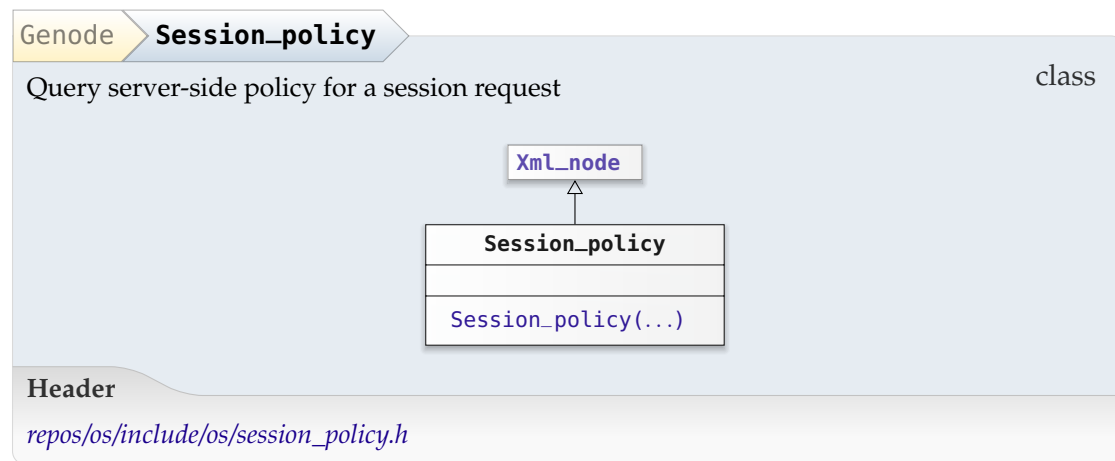 Genode Session_policy
Query server-side policy for a session request
class
Xml_node
Session_policy
Session_policy(...)
Header
repos/os/include/os/session_policy.h